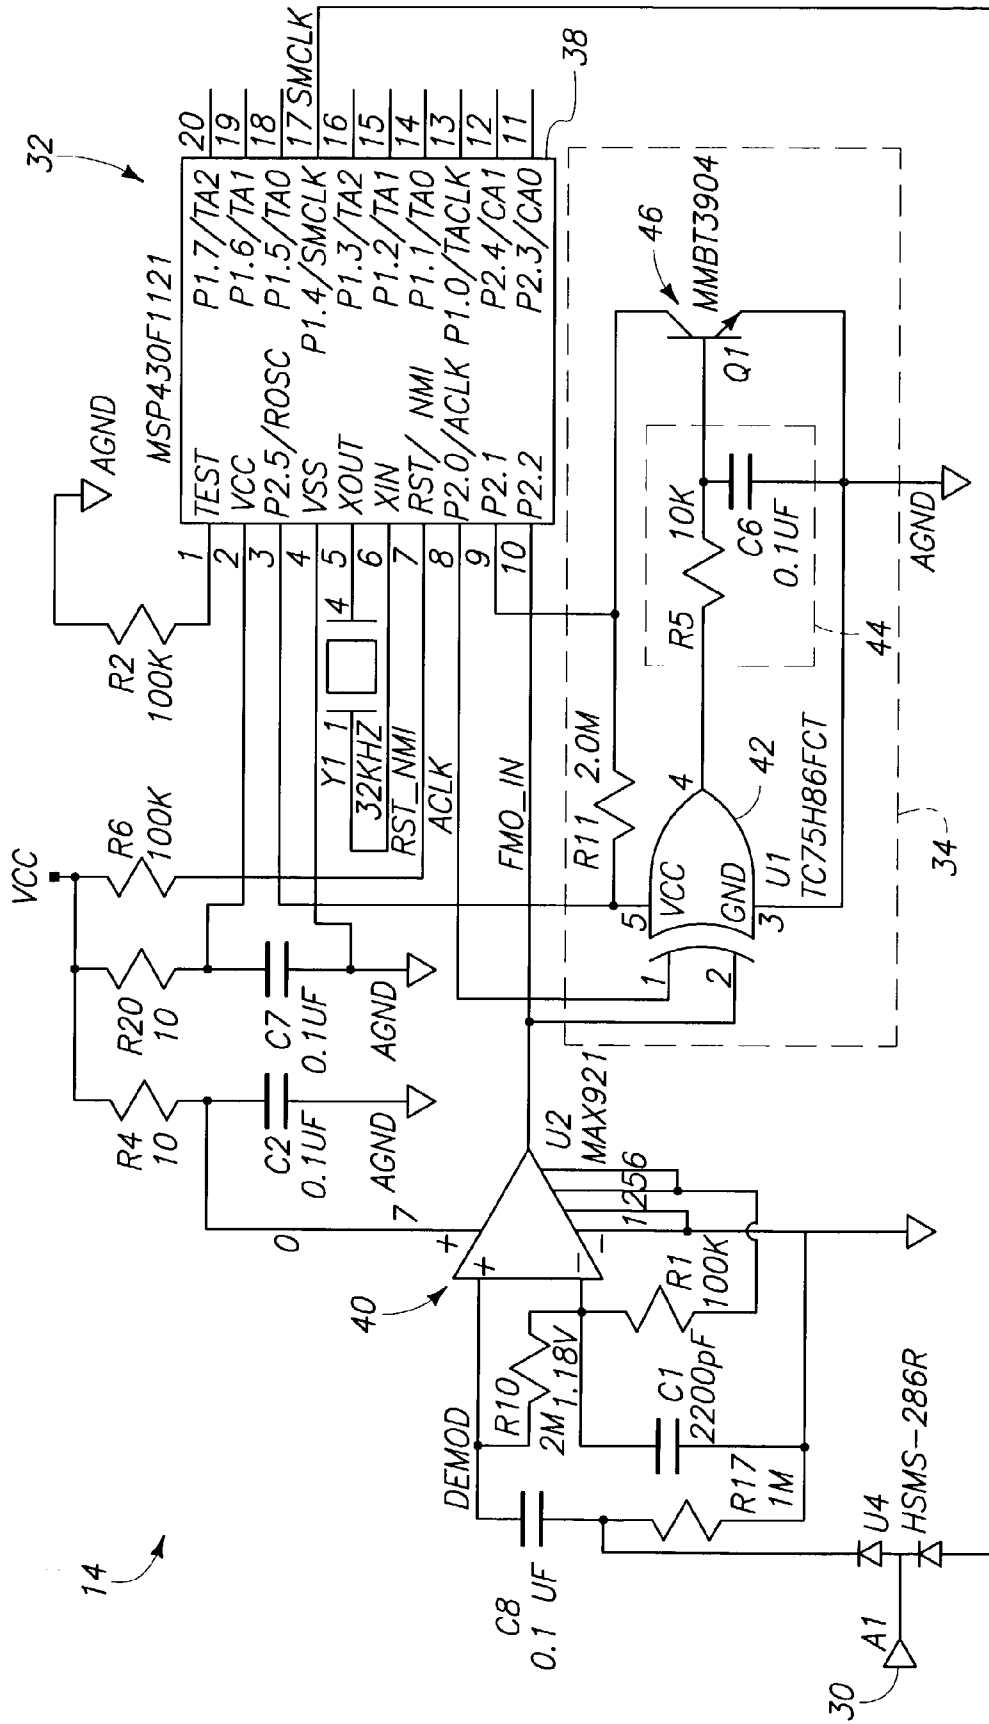 14
32
VCC
R4
10
R20
10
R6
100K
R2
100K
AGND
C2
0.1UF
C7
0.1UF
AGND
AGND
MSP430F1121
1
2
3
4
5
6
7
8
9
10
TEST
VCC
P2.5/ROSC
VSS
XOUT
XIN
RST/ NMI
P2.0/ACLK
P2.1
P2.2
P1.7/TA2
P1.6/TA1
P1.5/TA0
P1.4/SMCLK
P1.3/TA2
P1.2/TA1
P1.1/TA0
P1.0/TACLK
P2.4/CA1
P2.3/CA0
20
19
18
17 SMCLK
16
15
14
13
12
11
38
Y1
1
4
32KHZ
RST_NMI
ACLK
FMO_IN
0
7
+
+
−
−
40
DEMOD
R10
2M
1.18V
U2
MAX921
1
2
5
6
R1
100K
C1
2200pF
R17
1M
C8
0.1 UF
U4
HSMS-286R
A1
30
R11
2.0M
1
2
5
VCC
GND
3
4
U1
TC75H86FCT
42
R5
10K
C6
0.1UF
44
46
Q1
MMBT3904
AGND
34